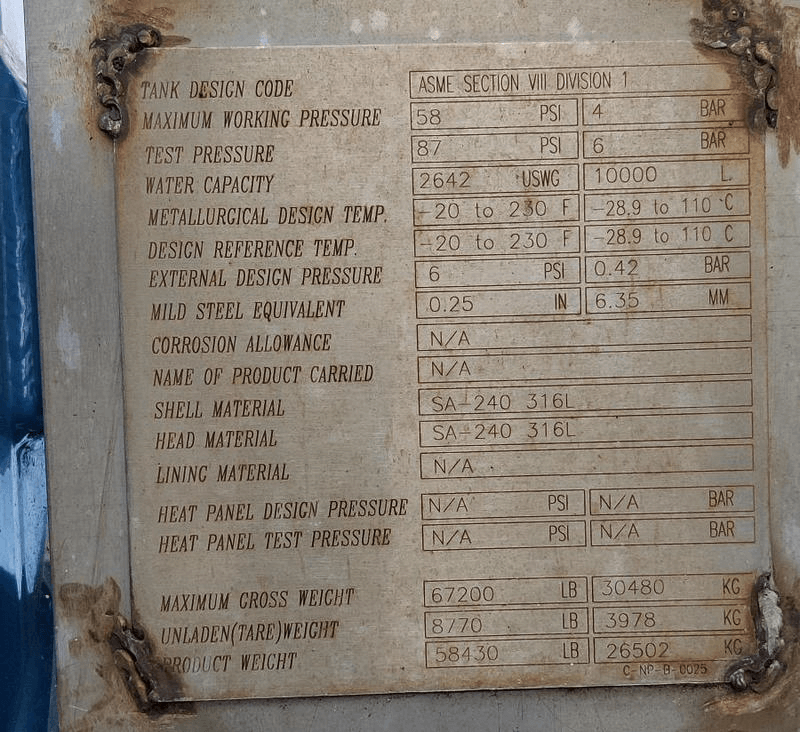 TANK DESIGN CODE ASME SECTION VIII DIVISION 1
MAXIMUM WORKING PRESSURE 58 PSI 4 BAR
TEST PRESSURE 87 PSI 6 BAR
WATER CAPACITY 2642 USWG 10000 L.
METALLURGICAL DESIGN TEMP. -20 to 230 F -28.9 to 110 °C
DESIGN REFERENCE TEMP. -20 to 230 F -28.9 to 110 C
EXTERNAL DESIGN PRESSURE 6 PSI 0.42 BAR
MILD STEEL EQUIVALENT 0.25 IN 6.35 MM
CORROSION ALLOWANCE N/A
NAME OF PRODUCT CARRIED N/A
SHELL MATERIAL SA-240 316L
HEAD MATERIAL SA-240 316L
LINING MATERIAL N/A
HEAT PANEL DESIGN PRESSURE N/A PSI N/A BAR
HEAT PANEL TEST PRESSURE N/A PSI N/A BAR
MAXIMUM GROSS WEIGHT 67200 LB 30480 KG
UNLADEN(TARE)WEIGHT 8770 LB 3978 KG
PRODUCT WEIGHT 58430 LB 26502 KG
C-NP-B-0025